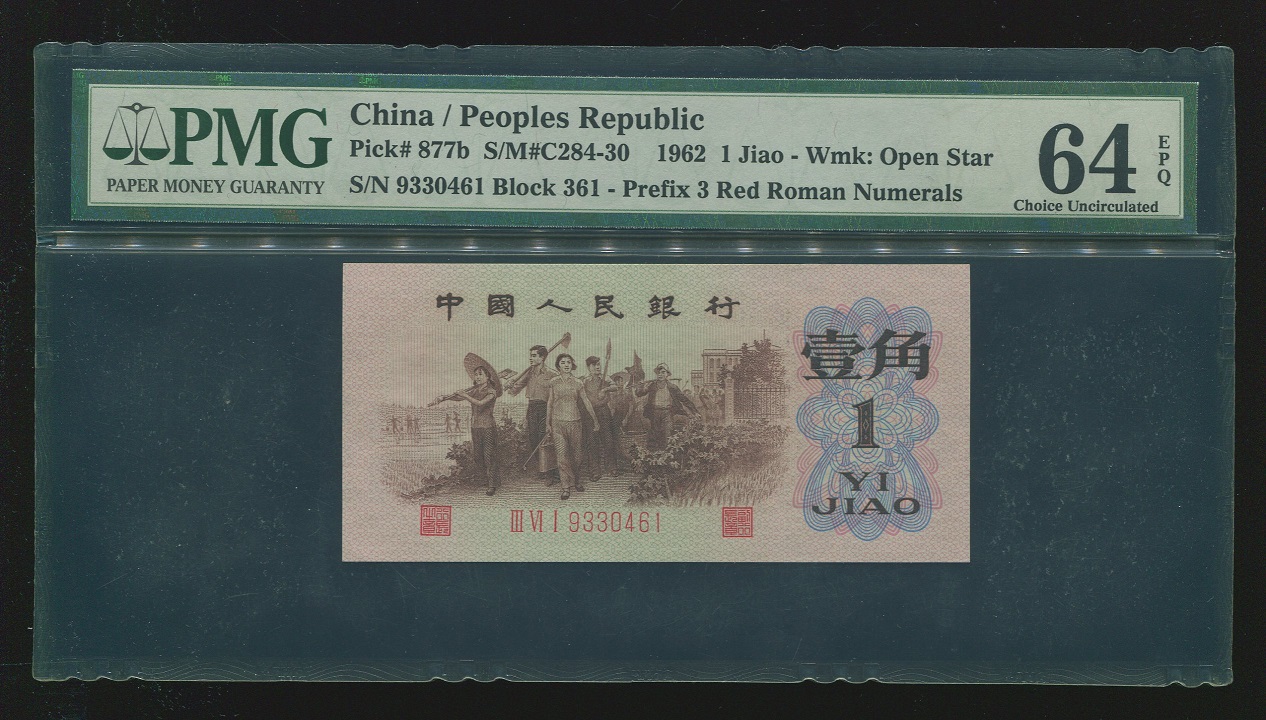 PMG
PAPER MONEY GUARANTY
China / Peoples Republic
Pick# 877b S/M#C284-30 1962 1 Jiao - Wmk: Open Star
S/N 9330461 Block 361 - Prefix 3 Red Roman Numerals
64
EPQ
Choice Uncirculated
中國人民銀行
壹角
1
YI
JIAO
III VI I 9330461